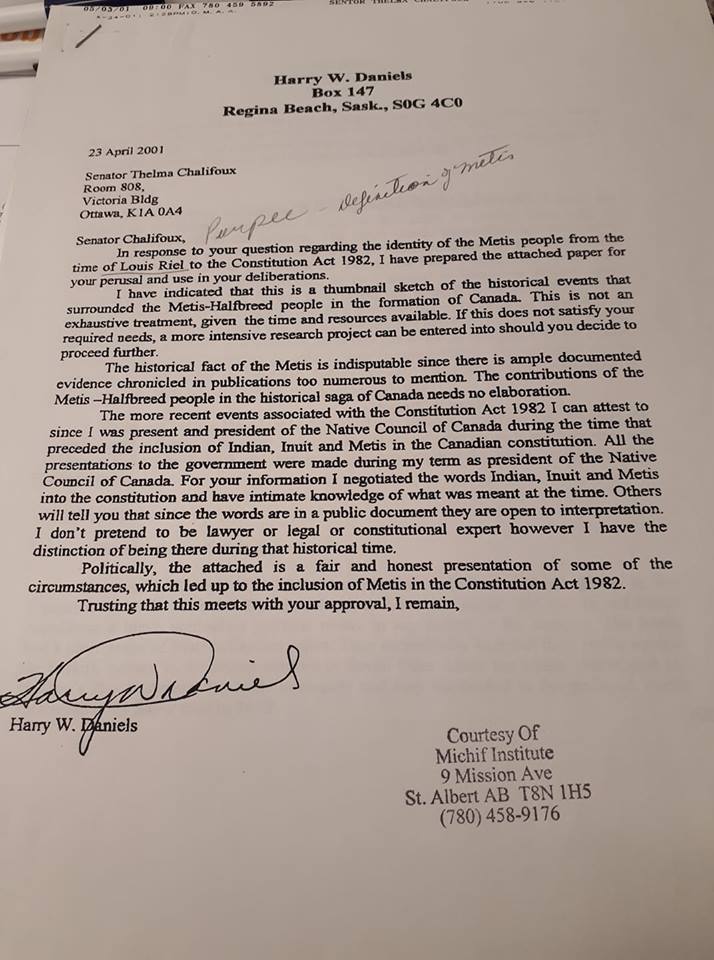 05/03/01 09:00 FAX 780 459 5892
Harry W. Daniels
Box 147
Regina Beach, Sask., S0G 4C0
23 April 2001
Senator Thelma Chalifoux
Room 808,
Victoria Bldg
Ottawa, K1A 0A4
Definition of metis
Senator Chalifoux,
In response to your question regarding the identity of the Metis people from the
time of Louis Riel to the Constitution Act 1982, I have prepared the attached paper for
your perusal and use in your deliberations.
I have indicated that this is a thumbnail sketch of the historical events that
surrounded the Metis-Halfbreed people in the formation of Canada. This is not an
exhaustive treatment, given the time and resources available. If this does not satisfy your
required needs, a more intensive research project can be entered into should you decide to
proceed further.
The historical fact of the Metis is indisputable since there is ample documented
evidence chronicled in publications too numerous to mention. The contributions of the
Metis –Halfbreed people in the historical saga of Canada needs no elaboration.
The more recent events associated with the Constitution Act 1982 I can attest to
since I was present and president of the Native Council of Canada during the time that
preceded the inclusion of Indian, Inuit and Metis in the Canadian constitution. All the
presentations to the government were made during my term as president of the Native
Council of Canada. For your information I negotiated the words Indian, Inuit and Metis
into the constitution and have intimate knowledge of what was meant at the time. Others
will tell you that since the words are in a public document they are open to interpretation.
I don't pretend to be lawyer or legal or constitutional expert however I have the
distinction of being there during that historical time.
Politically, the attached is a fair and honest presentation of some of the
circumstances, which led up to the inclusion of Metis in the Constitution Act 1982.
Trusting that this meets with your approval, I remain,
Harry W Daniels
Harry W. Daniels
Courtesy Of
Michif Institute
9 Mission Ave
St. Albert AB T8N 1H5
(780) 458-9176